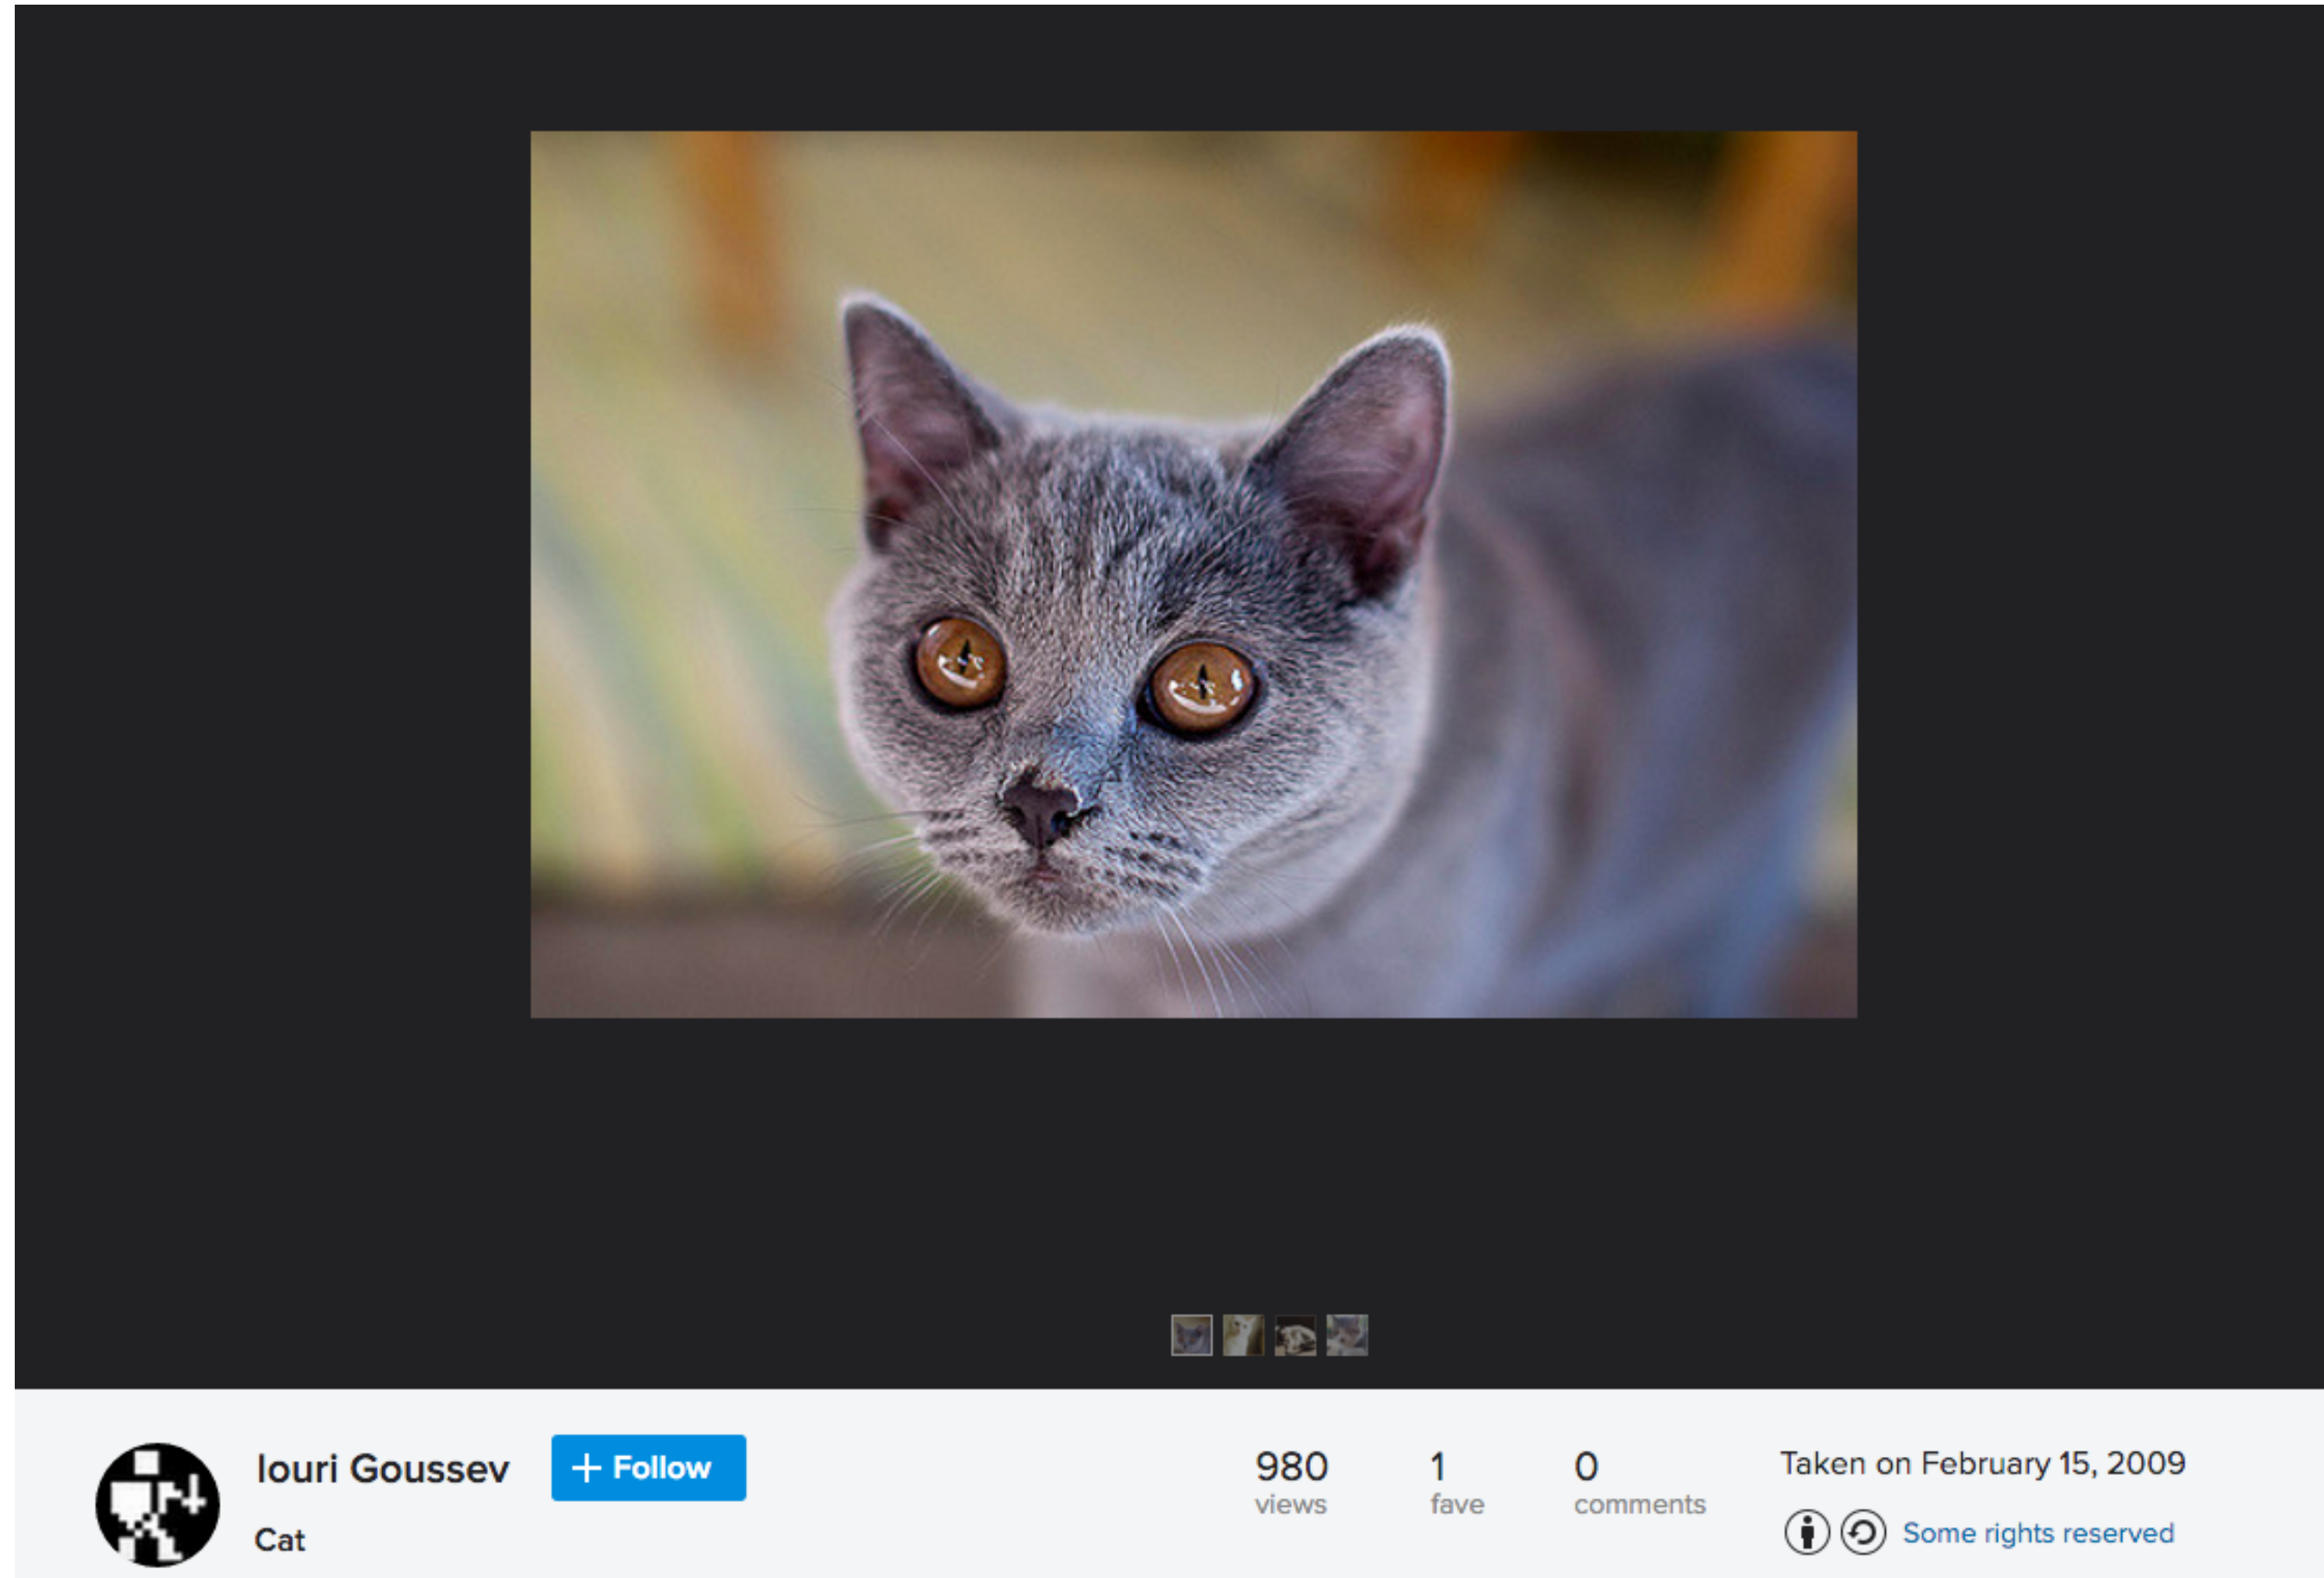 Iouri Goussev
+ Follow
Cat
980
views
1
fave
0
comments
Taken on February 15, 2009
Some rights reserved